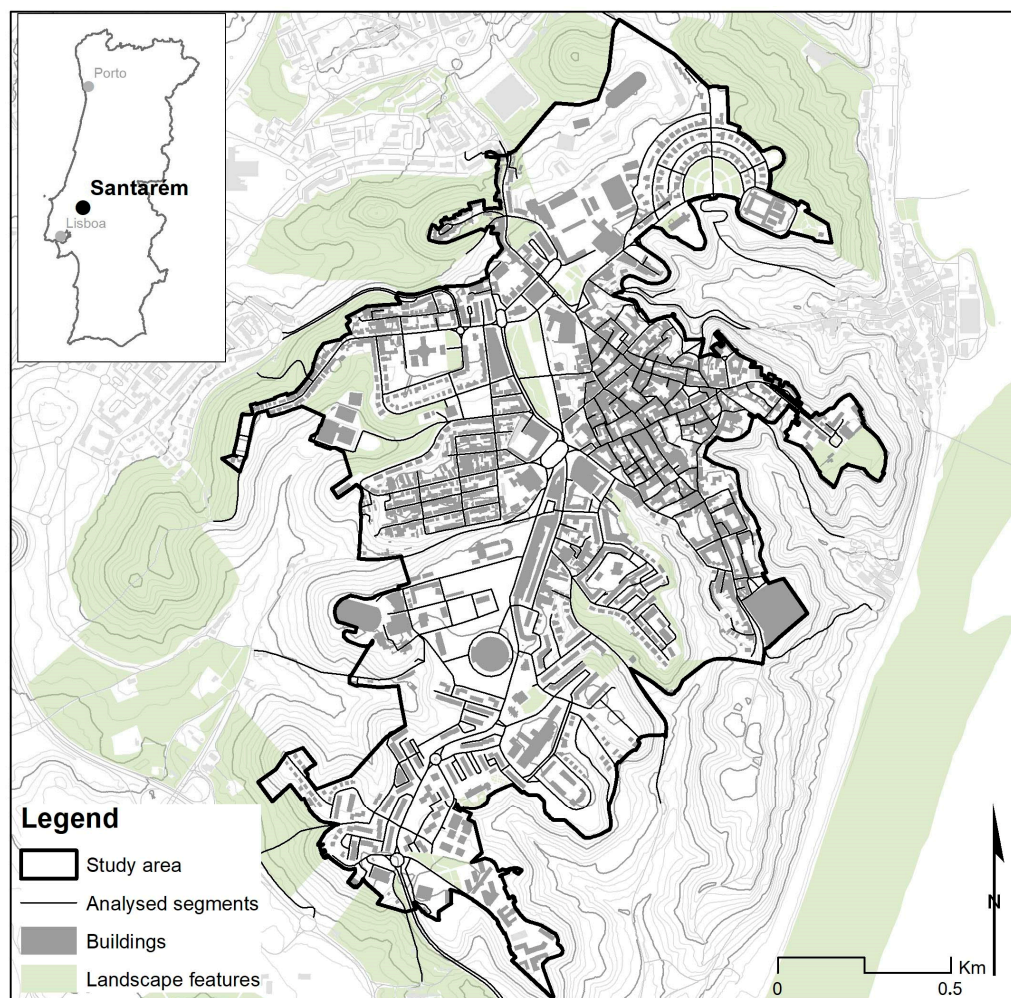 Porto
Santarém
Lisboa
Legend
Study area
Analysed segments
Buildings
Landscape features
N
Km
0 0.5